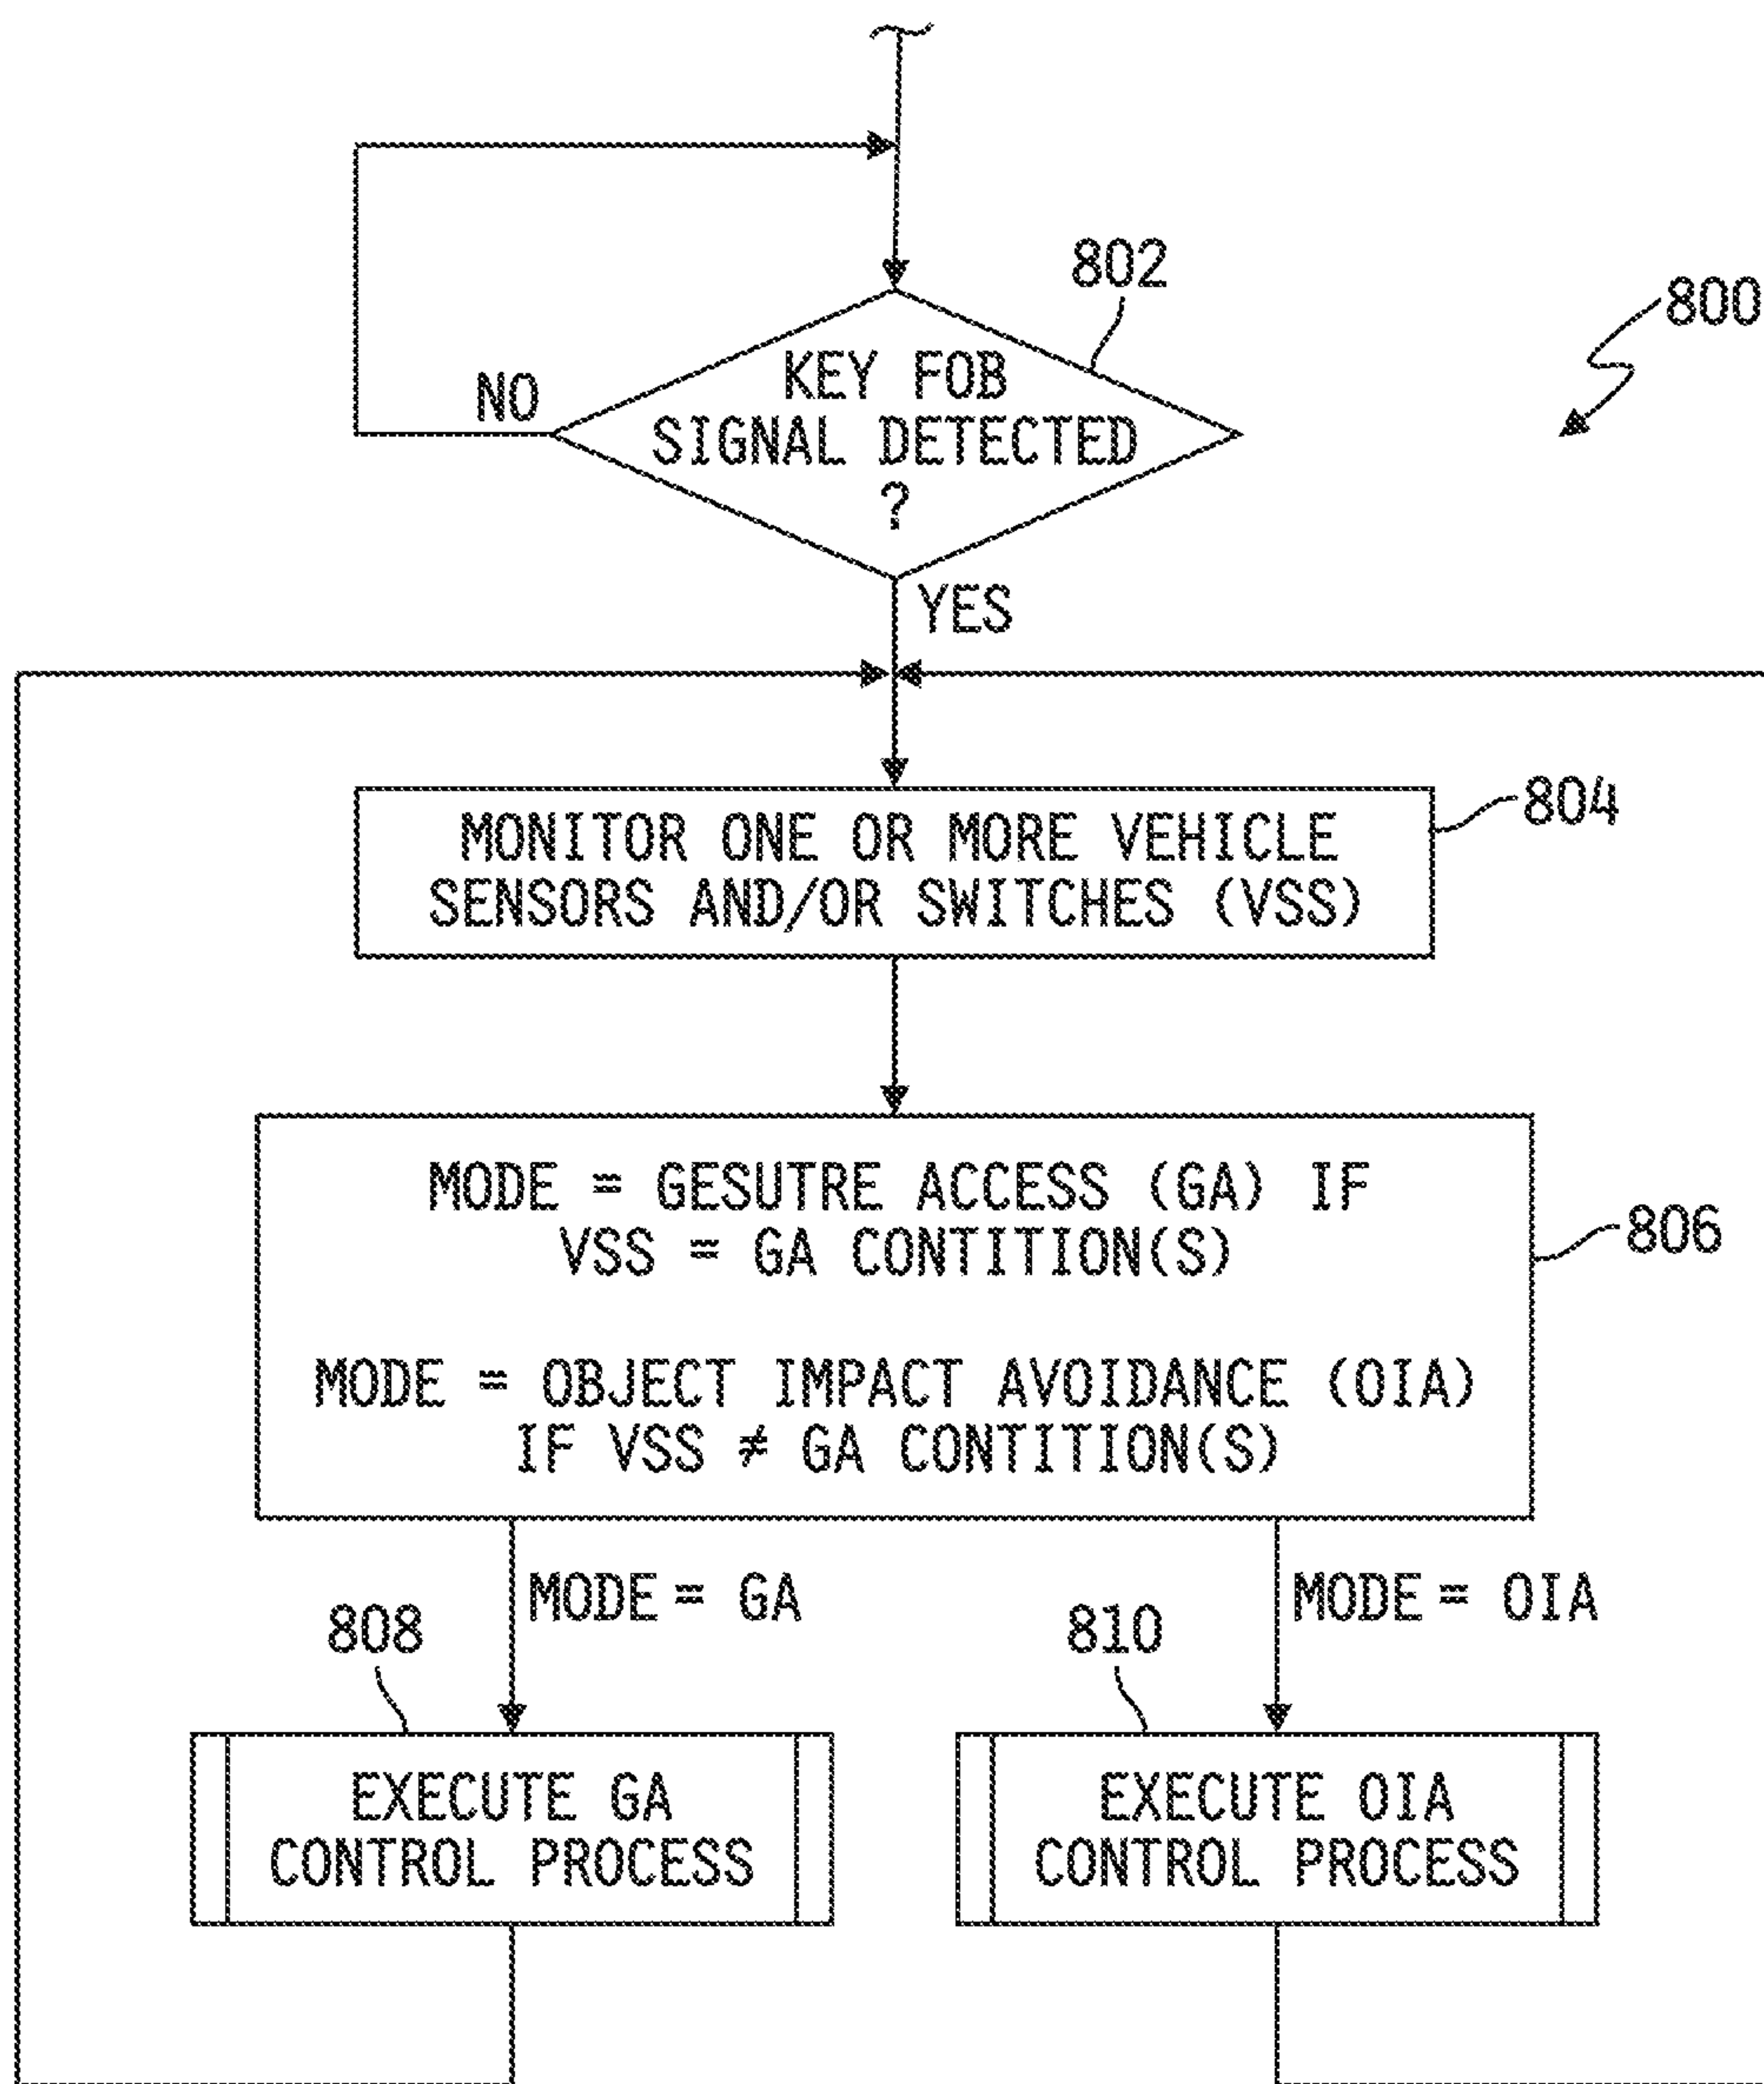 802
800
KEY FOB
SIGNAL DETECTED
?
NO
YES
804
MONITOR ONE OR MORE VEHICLE
SENSORS AND/OR SWITCHES (VSS)
806
MODE = GESUTRE ACCESS (GA) IF
VSS = GA CONTITION(S)
MODE = OBJECT IMPACT AVOIDANCE (OIA)
IF VSS ≠ GA CONTITION(S)
MODE = GA
MODE = OIA
808
810
EXECUTE GA
CONTROL PROCESS
EXECUTE OIA
CONTROL PROCESS